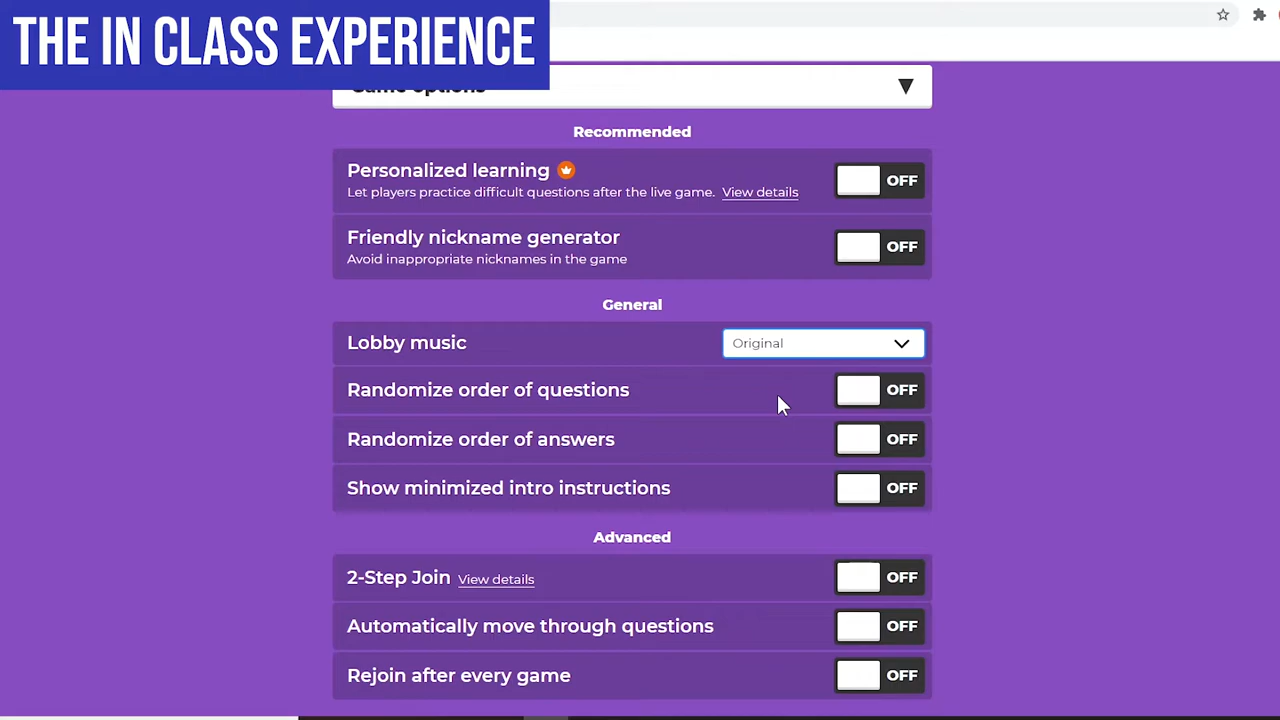 THE IN CLASS EXPERIENCE
Game options
Recommended
Personalized learning
Let players practice difficult questions after the live game. View details
OFF
Friendly nickname generator
Avoid inappropriate nicknames in the game
OFF
General
Lobby music Original
Randomize order of questions OFF
Randomize order of answers OFF
Show minimized intro instructions OFF
Advanced
2-Step Join View details OFF
Automatically move through questions OFF
Rejoin after every game OFF